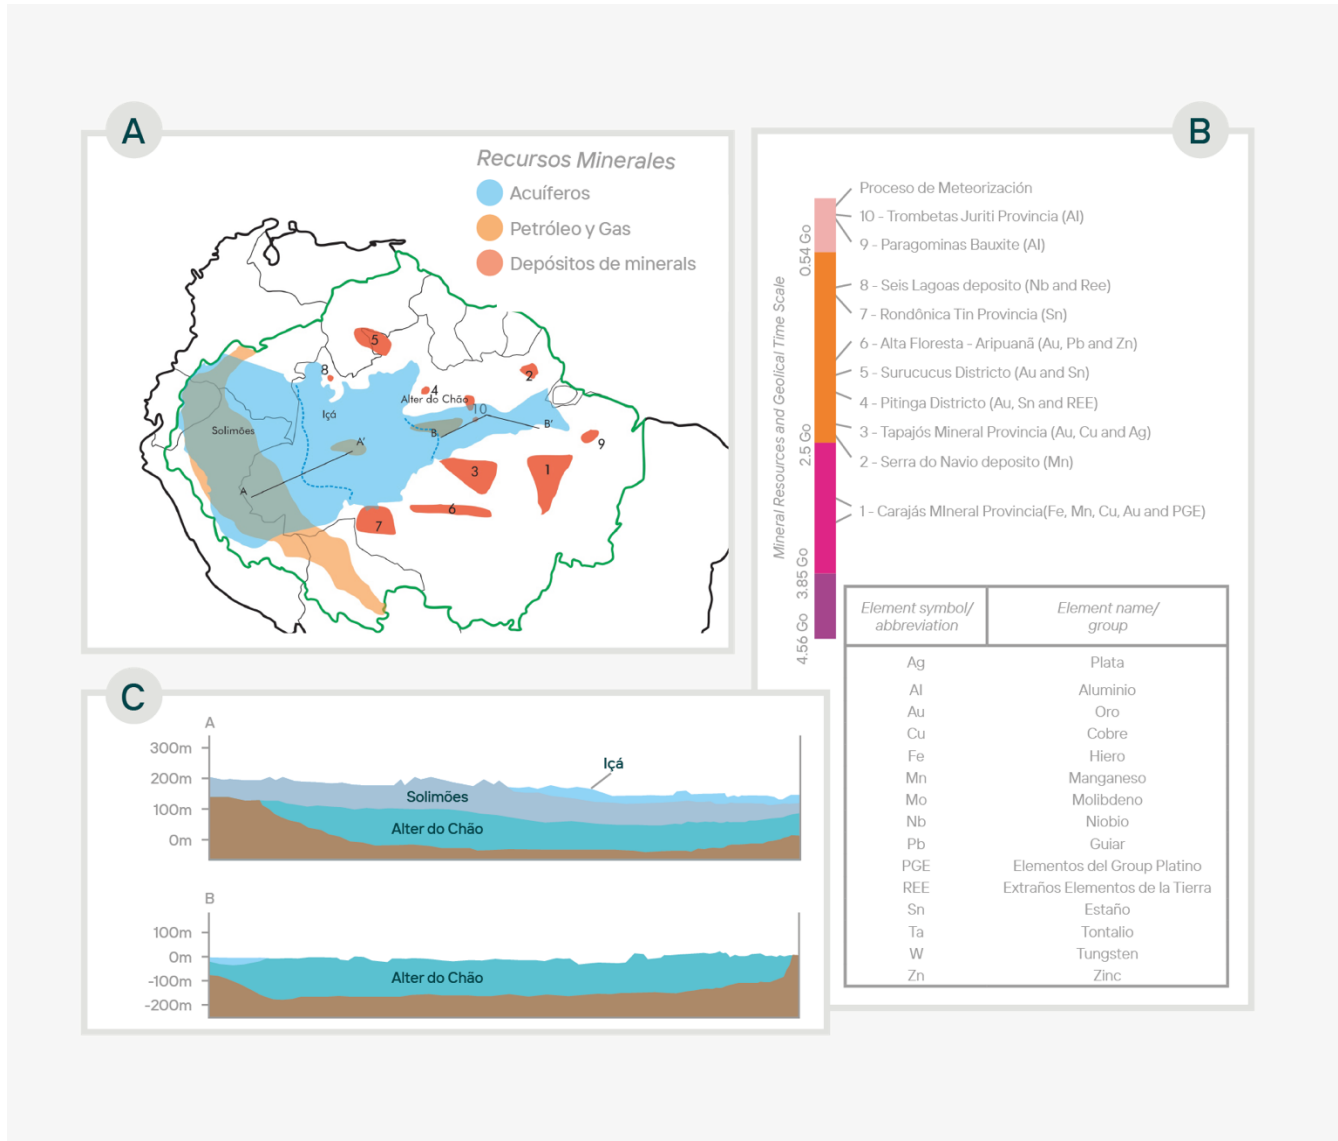 A
Recursos Minerales
Acuíferos
Petróleo y Gas
Depósitos de minerals
5
8
4
2
Alter do Chão
10
Içá
Solimões
A'
B
B'
9
A
3
1
6
7
B
Mineral Resources and Geolical Time Scale
0.54 Go
2.5 Go
3.85 Go
4.56 Go
Proceso de Meteorización
10 - Trombetas Juriti Provincia (Al)
9 - Paragominas Bauxite (Al)
8 - Seis Lagoas deposito (Nb and Ree)
7 - Rondônica Tin Provincia (Sn)
6 - Alta Floresta - Aripuanã (Au, Pb and Zn)
5 - Surucucus Districto (Au and Sn)
4 - Pitinga Districto (Au, Sn and REE)
3 - Tapajós Mineral Provincia (Au, Cu and Ag)
2 - Serra do Navio deposito (Mn)
1 - Carajás MIneral Provincia(Fe, Mn, Cu, Au and PGE)
Element symbol/
abbreviation
Element name/
group
Ag Plata
Al Aluminio
Au Oro
Cu Cobre
Fe Hiero
Mn Manganeso
Mo Molibdeno
Nb Niobio
Pb Guiar
PGE Elementos del Group Platino
REE Extraños Elementos de la Tierra
Sn Estaño
Ta Tontalio
W Tungsten
Zn Zinc
C
A
300m
200m
100m
0m
Içá
Solimões
Alter do Chão
B
100m
0m
-100m
-200m
Alter do Chão